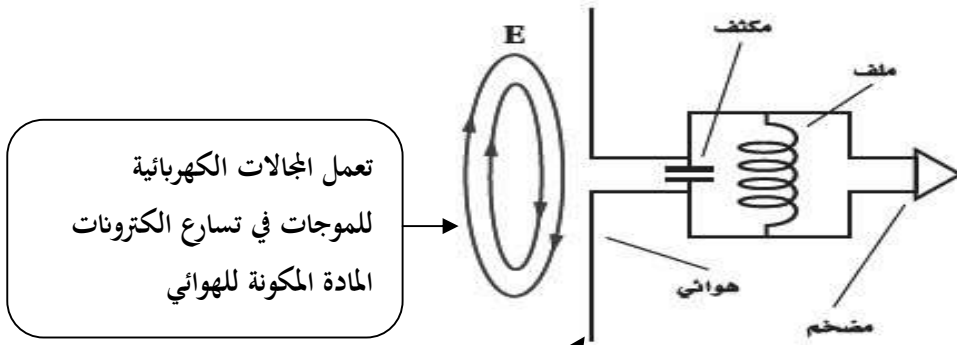 E
مكثف
ملف
تعمل المجالات الكهربائية
للموجات في تسارع الكترونات
المادة المكونة للهوائي
هوائي
مضخم